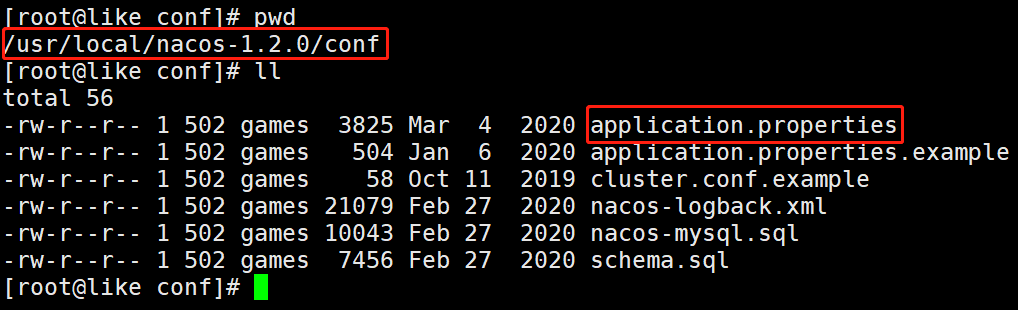 [root@like conf]# pwd
/usr/local/nacos-1.2.0/conf
[root@like conf]# ll
total 56
-rw-r--r-- 1 502 games  3825 Mar  4  2020 application.properties
-rw-r--r-- 1 502 games   504 Jan  6  2020 application.properties.example
-rw-r--r-- 1 502 games    58 Oct 11  2019 cluster.conf.example
-rw-r--r-- 1 502 games 21079 Feb 27  2020 nacos-logback.xml
-rw-r--r-- 1 502 games 10043 Feb 27  2020 nacos-mysql.sql
-rw-r--r-- 1 502 games  7456 Feb 27  2020 schema.sql
[root@like conf]#